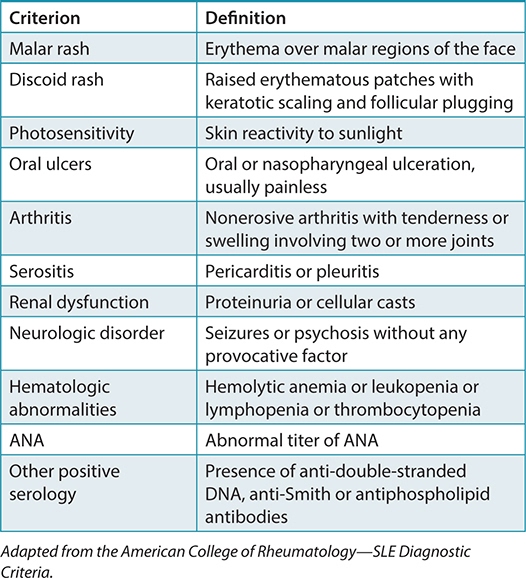 Criterion Definition
Malar rash Erythema over malar regions of the face
Discoid rash Raised erythematous patches with
keratotic scaling and follicular plugging
Photosensitivity Skin reactivity to sunlight
Oral ulcers Oral or nasopharyngeal ulceration,
usually painless
Arthritis Nonerosive arthritis with tenderness or
swelling involving two or more joints
Serositis Pericarditis or pleuritis
Renal dysfunction Proteinuria or cellular casts
Neurologic disorder Seizures or psychosis without any
provocative factor
Hematologic Hemolytic anemia or leukopenia or
abnormalities lymphopenia or thrombocytopenia
ANA Abnormal titer of ANA
Other positive Presence of anti-double-stranded
serology DNA, anti-Smith or antiphospholipid
antibodies
Adapted from the American College of Rheumatology—SLE Diagnostic
Criteria.